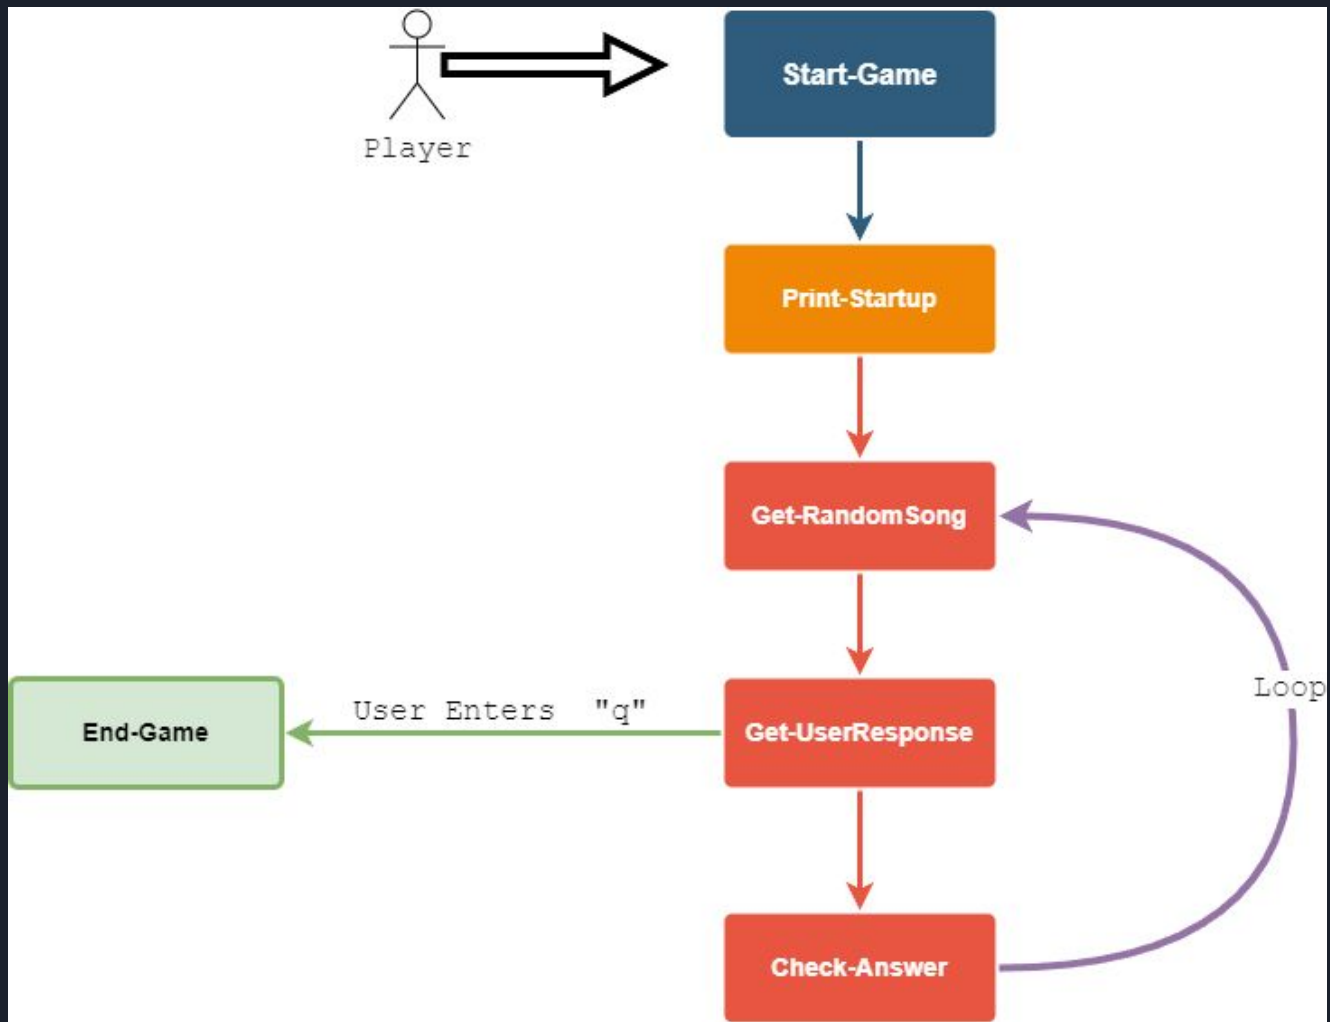 Start-Game
Player
Print-Startup
Get-RandomSong
Loop
User Enters "q"
End-Game
Get-UserResponse
Check-Answer